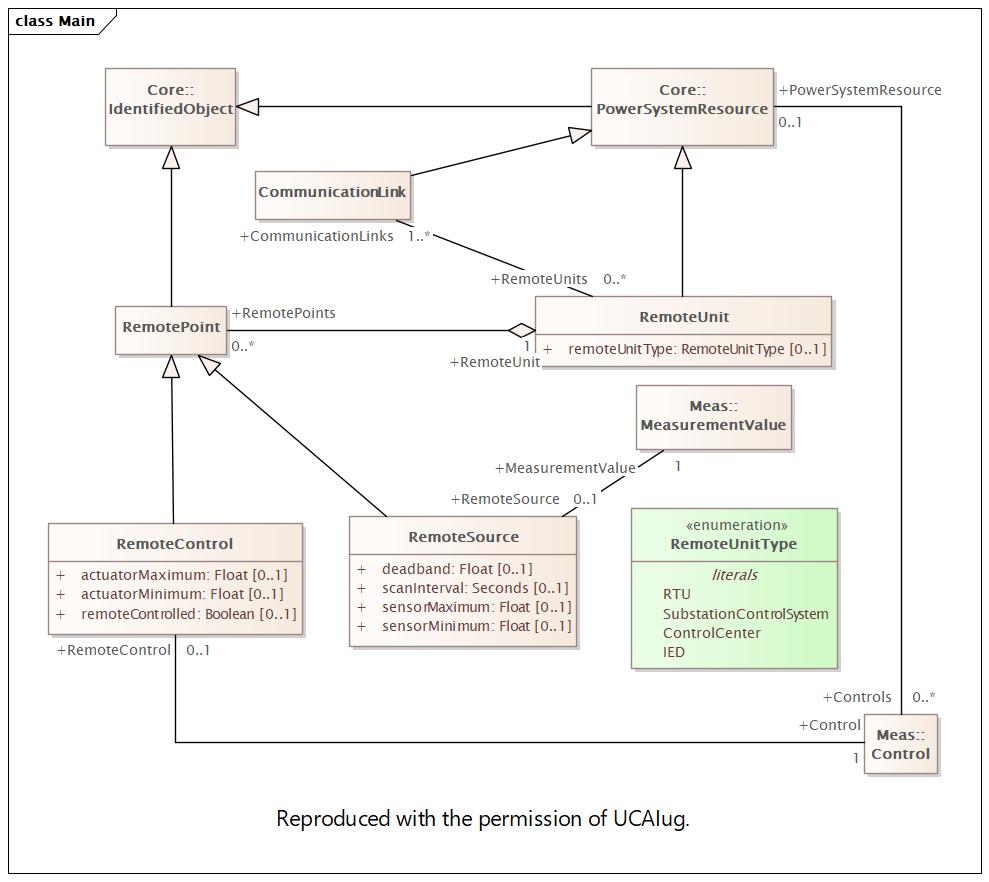 class Main
Core::
IdentifiedObject
Core::
PowerSystemResource
+PowerSystemResource
0..1
CommunicationLink
+CommunicationLinks 1..*
+RemoteUnits 0..*
RemotePoint
+RemotePoints
0..*
1
+RemoteUnit
RemoteUnit
+ remoteUnitType: RemoteUnitType [0..1]
Meas::
MeasurementValue
+MeasurementValue 1
+RemoteSource 0..1
RemoteControl
+ actuatorMaximum: Float [0..1]
+ actuatorMinimum: Float [0..1]
+ remoteControlled: Boolean [0..1]
+RemoteControl 0..1
RemoteSource
+ deadband: Float [0..1]
+ scanInterval: Seconds [0..1]
+ sensorMaximum: Float [0..1]
+ sensorMinimum: Float [0..1]
«enumeration»
RemoteUnitType
literals
RTU
SubstationControlSystem
ControlCenter
IED
+Controls 0..*
+Control
1
Meas::
Control
Reproduced with the permission of UCAIug.